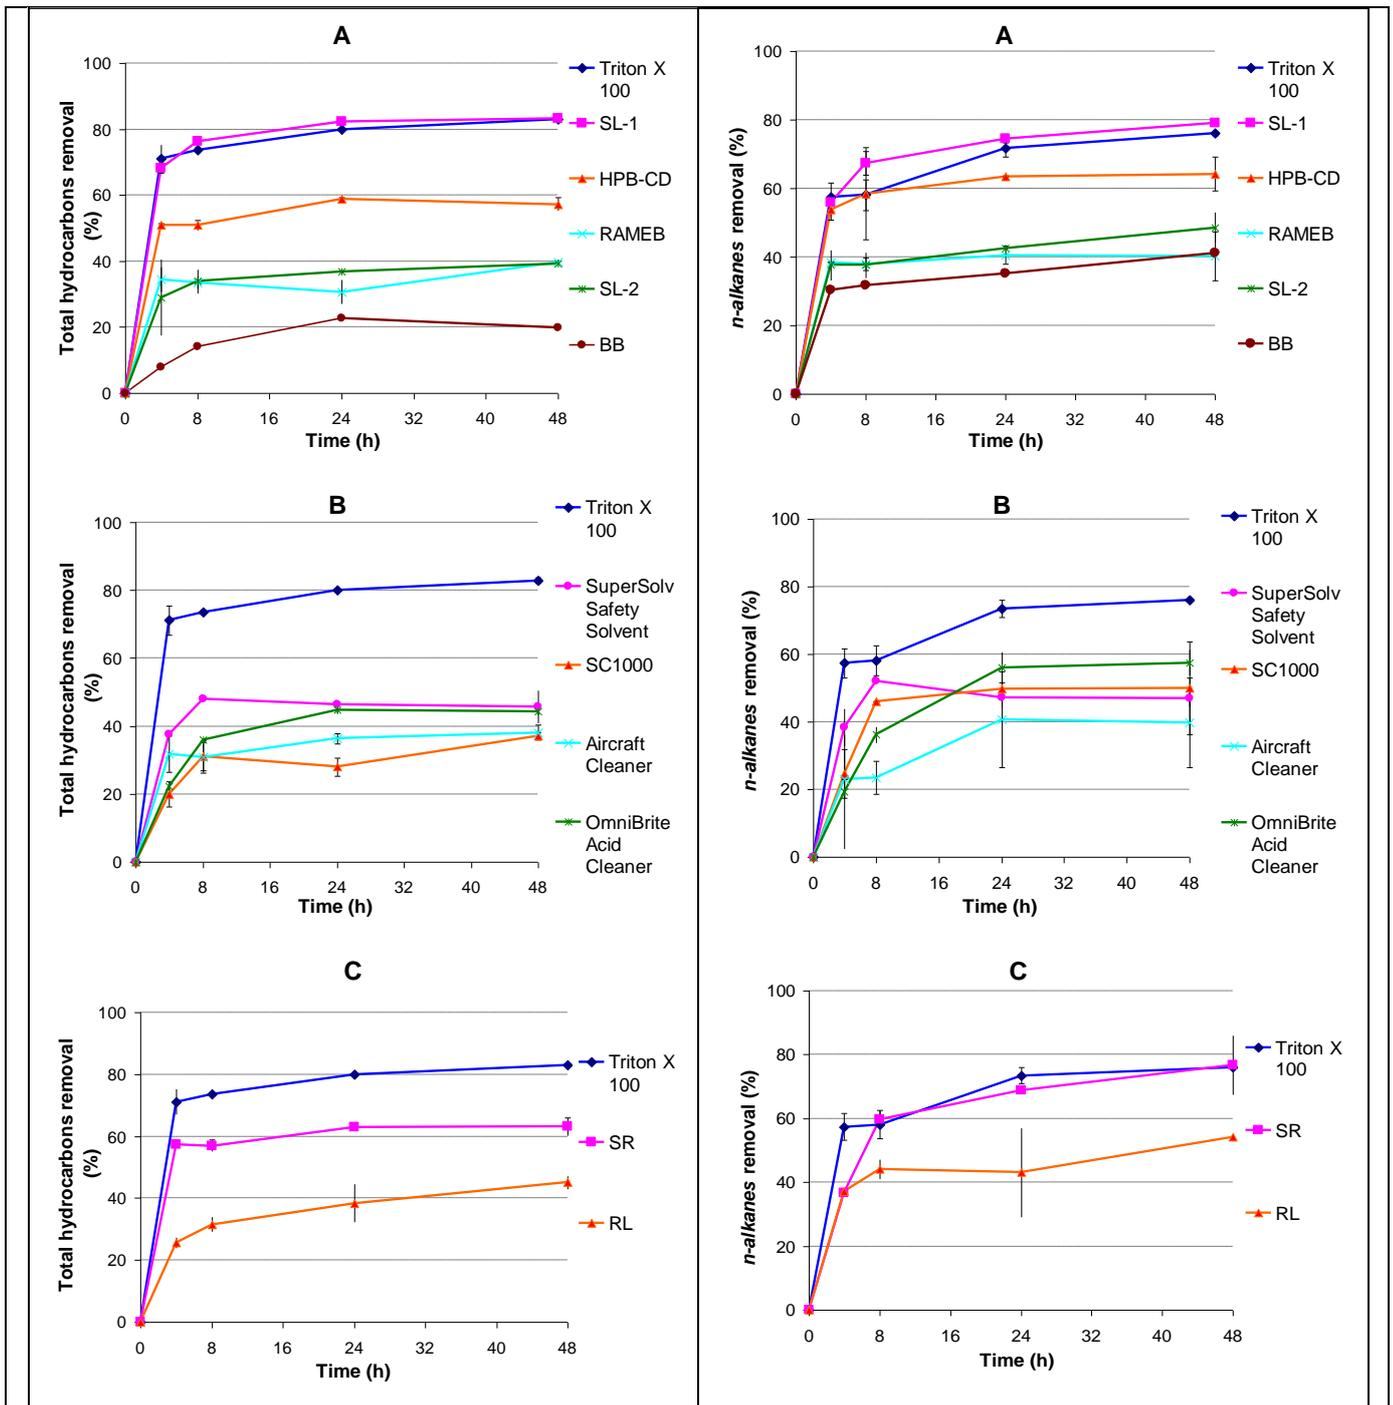 A
Total hydrocarbons removal
(%)
100
80
60
40
20
0
0 8 16 24 32 40 48
Time (h)
Triton X
100
SL-1
HPB-CD
RAMEB
SL-2
BB
A
n-alkanes removal (%)
100
80
60
40
20
0
0 8 16 24 32 40 48
Time (h)
Triton X
100
SL-1
HPB-CD
RAMEB
SL-2
BB
B
Total hydrocarbons removal
(%)
100
80
60
40
20
0
0 8 16 24 32 40 48
Time (h)
Triton X
100
SuperSolv
Safety
Solvent
SC1000
Aircraft
Cleaner
OmniBrite
Acid
Cleaner
B
n-alkanes removal (%)
100
80
60
40
20
0
0 8 16 24 32 40 48
Time (h)
Triton X
100
SuperSolv
Safety
Solvent
SC1000
Aircraft
Cleaner
OmniBrite
Acid
Cleaner
C
Total hydrocarbons removal
(%)
100
80
60
40
20
0
0 8 16 24 32 40 48
Time (h)
Triton X
100
SR
RL
C
n-alkanes removal (%)
100
80
60
40
20
0
0 8 16 24 32 40 48
Time (h)
Triton X
100
SR
RL